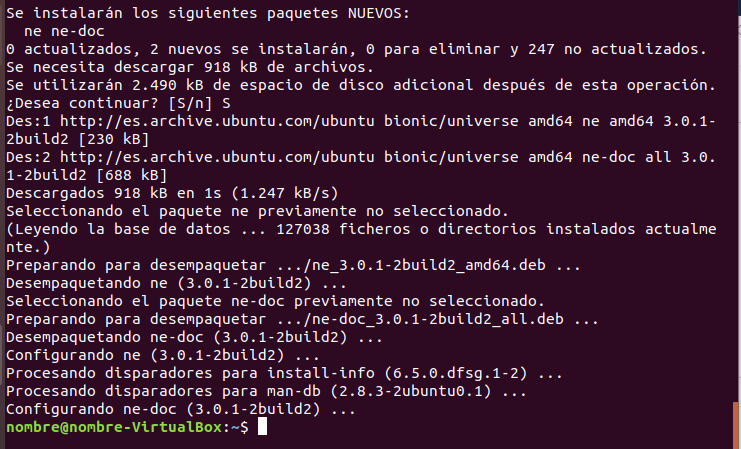 Se instalarán los siguientes paquetes NUEVOS:
  ne ne-doc
0 actualizados, 2 nuevos se instalarán, 0 para eliminar y 247 no actualizados.
Se necesita descargar 918 kB de archivos.
Se utilizarán 2.490 kB de espacio de disco adicional después de esta operación.
¿Desea continuar? [S/n] S
Des:1 http://es.archive.ubuntu.com/ubuntu bionic/universe amd64 ne amd64 3.0.1-
2build2 [230 kB]
Des:2 http://es.archive.ubuntu.com/ubuntu bionic/universe amd64 ne-doc all 3.0.
1-2build2 [688 kB]
Descargados 918 kB en 1s (1.247 kB/s)
Seleccionando el paquete ne previamente no seleccionado.
(Leyendo la base de datos ... 127038 ficheros o directorios instalados actualme
nte.)
Preparando para desempaquetar .../ne_3.0.1-2build2_amd64.deb ...
Desempaquetando ne (3.0.1-2build2) ...
Seleccionando el paquete ne-doc previamente no seleccionado.
Preparando para desempaquetar .../ne-doc_3.0.1-2build2_all.deb ...
Desempaquetando ne-doc (3.0.1-2build2) ...
Configurando ne (3.0.1-2build2) ...
Procesando disparadores para install-info (6.5.0.dfsg.1-2) ...
Procesando disparadores para man-db (2.8.3-2ubuntu0.1) ...
Configurando ne-doc (3.0.1-2build2) ...
nombre@nombre-VirtualBox:~$